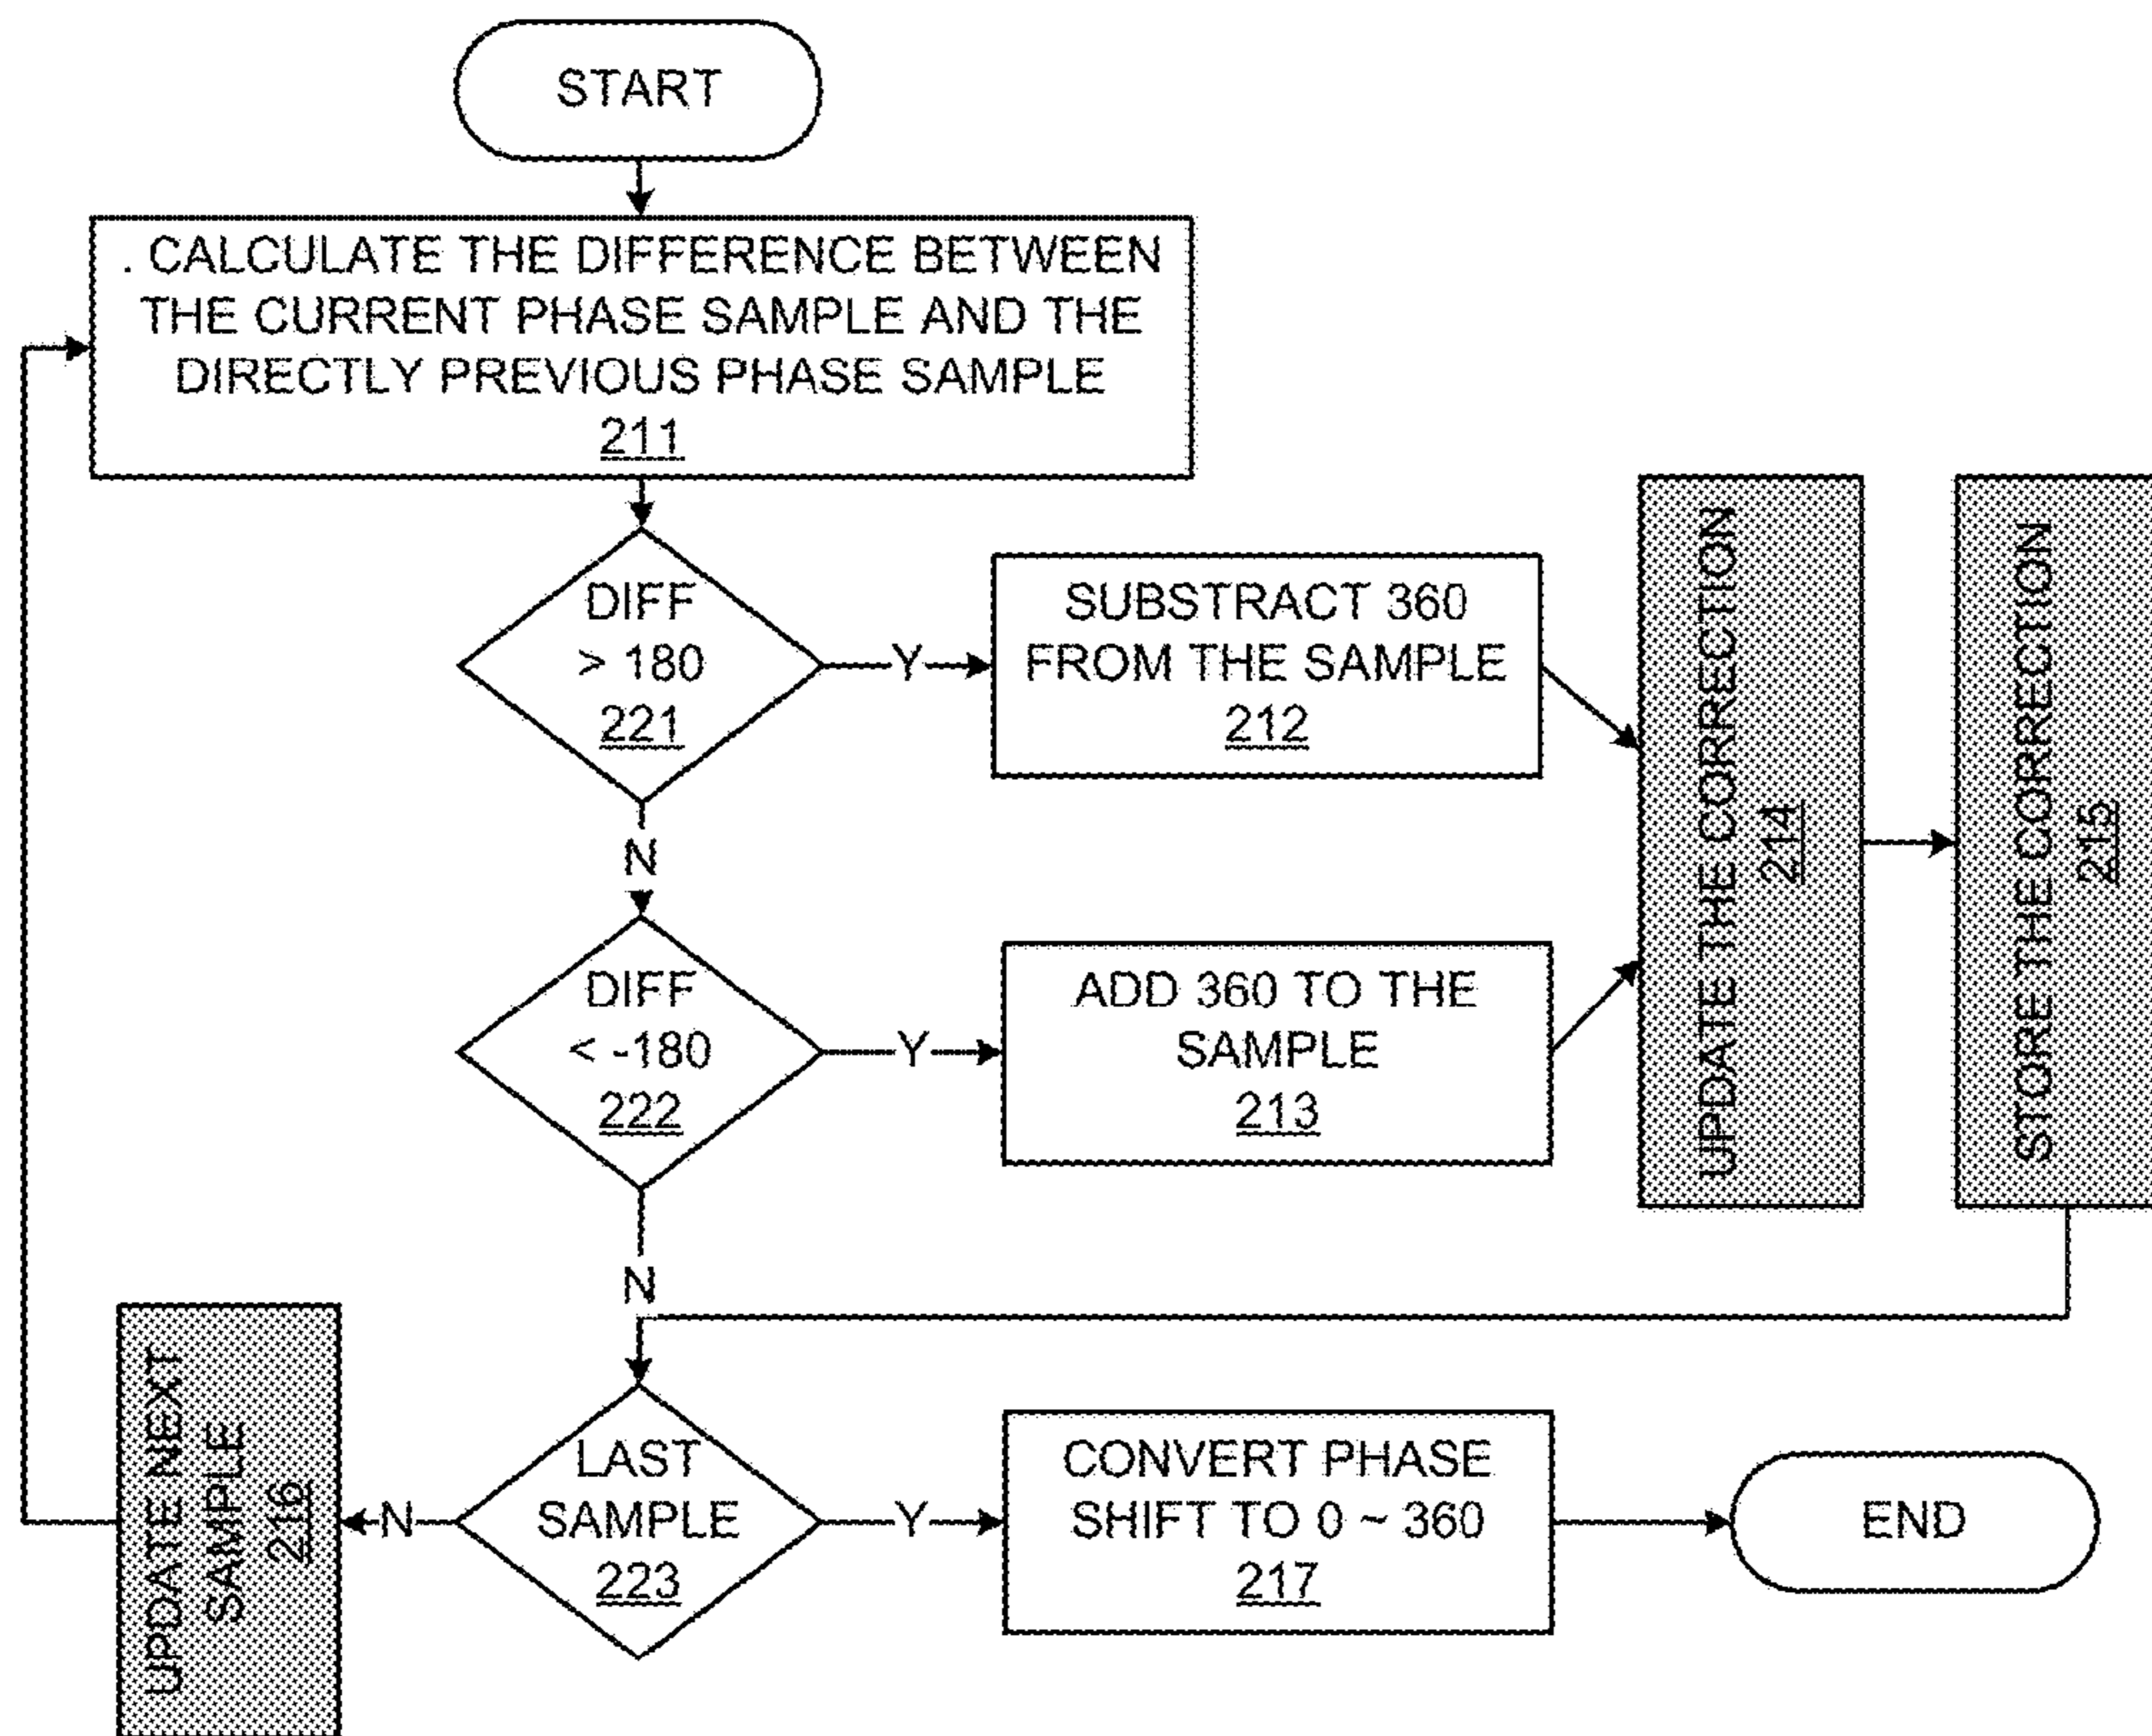 START
. CALCULATE THE DIFFERENCE BETWEEN
THE CURRENT PHASE SAMPLE AND THE
DIRECTLY PREVIOUS PHASE SAMPLE
211
DIFF
> 180
221
Y
SUBSTRACT 360
FROM THE SAMPLE
212
UPDATE THE CORRECTION
214
STORE THE CORRECTION
215
N
DIFF
< -180
222
Y
ADD 360 TO THE
SAMPLE
213
N
UPDATE NEXT
SAMPLE
216
N
LAST
SAMPLE
223
Y
CONVERT PHASE
SHIFT TO 0 ~ 360
217
END